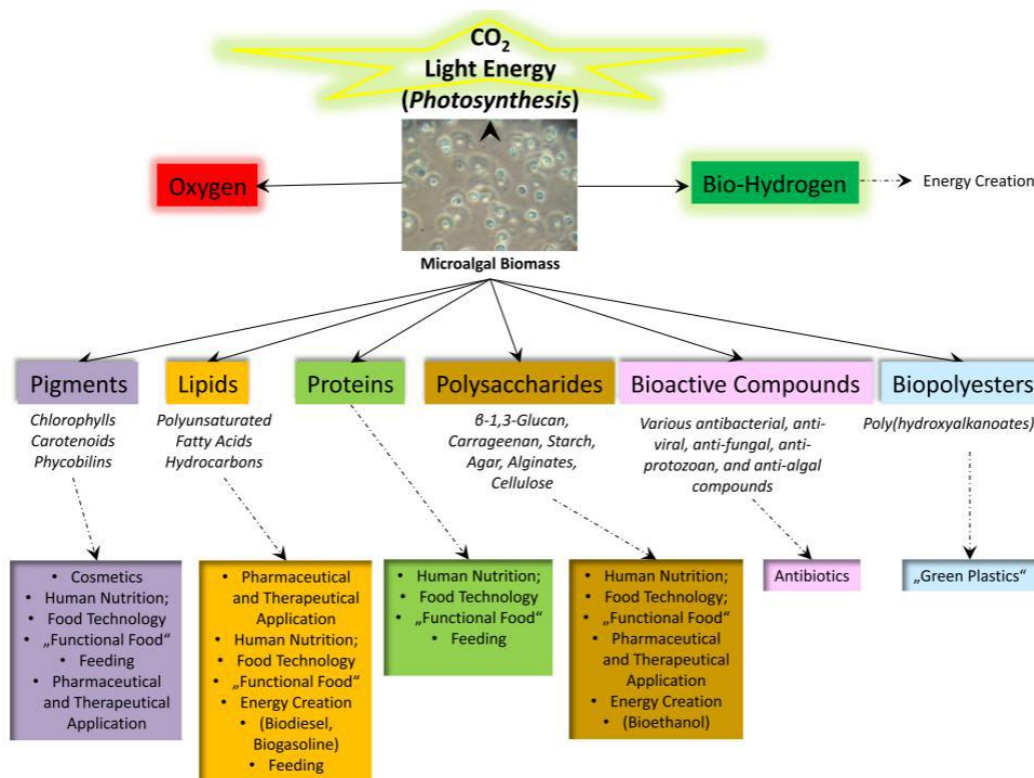 CO₂
Light Energy
(Photosynthesis)
Oxygen
Bio-Hydrogen
Energy Creation
Microalgal Biomass
Pigments
Lipids
Proteins
Polysaccharides
Bioactive Compounds
Biopolyesters
Chlorophylls
Carotenoids
Phycobilins
Polyunsaturated
Fatty Acids
Hydrocarbons
β-1,3-Glucan,
Carrageenan, Starch,
Agar, Alginates,
Cellulose
Various antibacterial, anti-
viral, anti-fungal, anti-
protozoan, and anti-algal
compounds
Poly(hydroxyalkanoates)
• Cosmetics
• Human Nutrition;
• Food Technology
• „Functional Food“
• Feeding
• Pharmaceutical
and Therapeutical
Application
• Pharmaceutical
and Therapeutical
Application
• Human Nutrition;
• Food Technology
• „Functional Food“
• Energy Creation
• (Biodiesel,
Biogasoline)
• Feeding
• Human Nutrition;
• Food Technology
• „Functional Food“
• Feeding
• Human Nutrition;
• Food Technology;
• „Functional Food“
• Pharmaceutical
and Therapeutical
Application
• Energy Creation
• (Bioethanol)
Antibiotics
„Green Plastics“